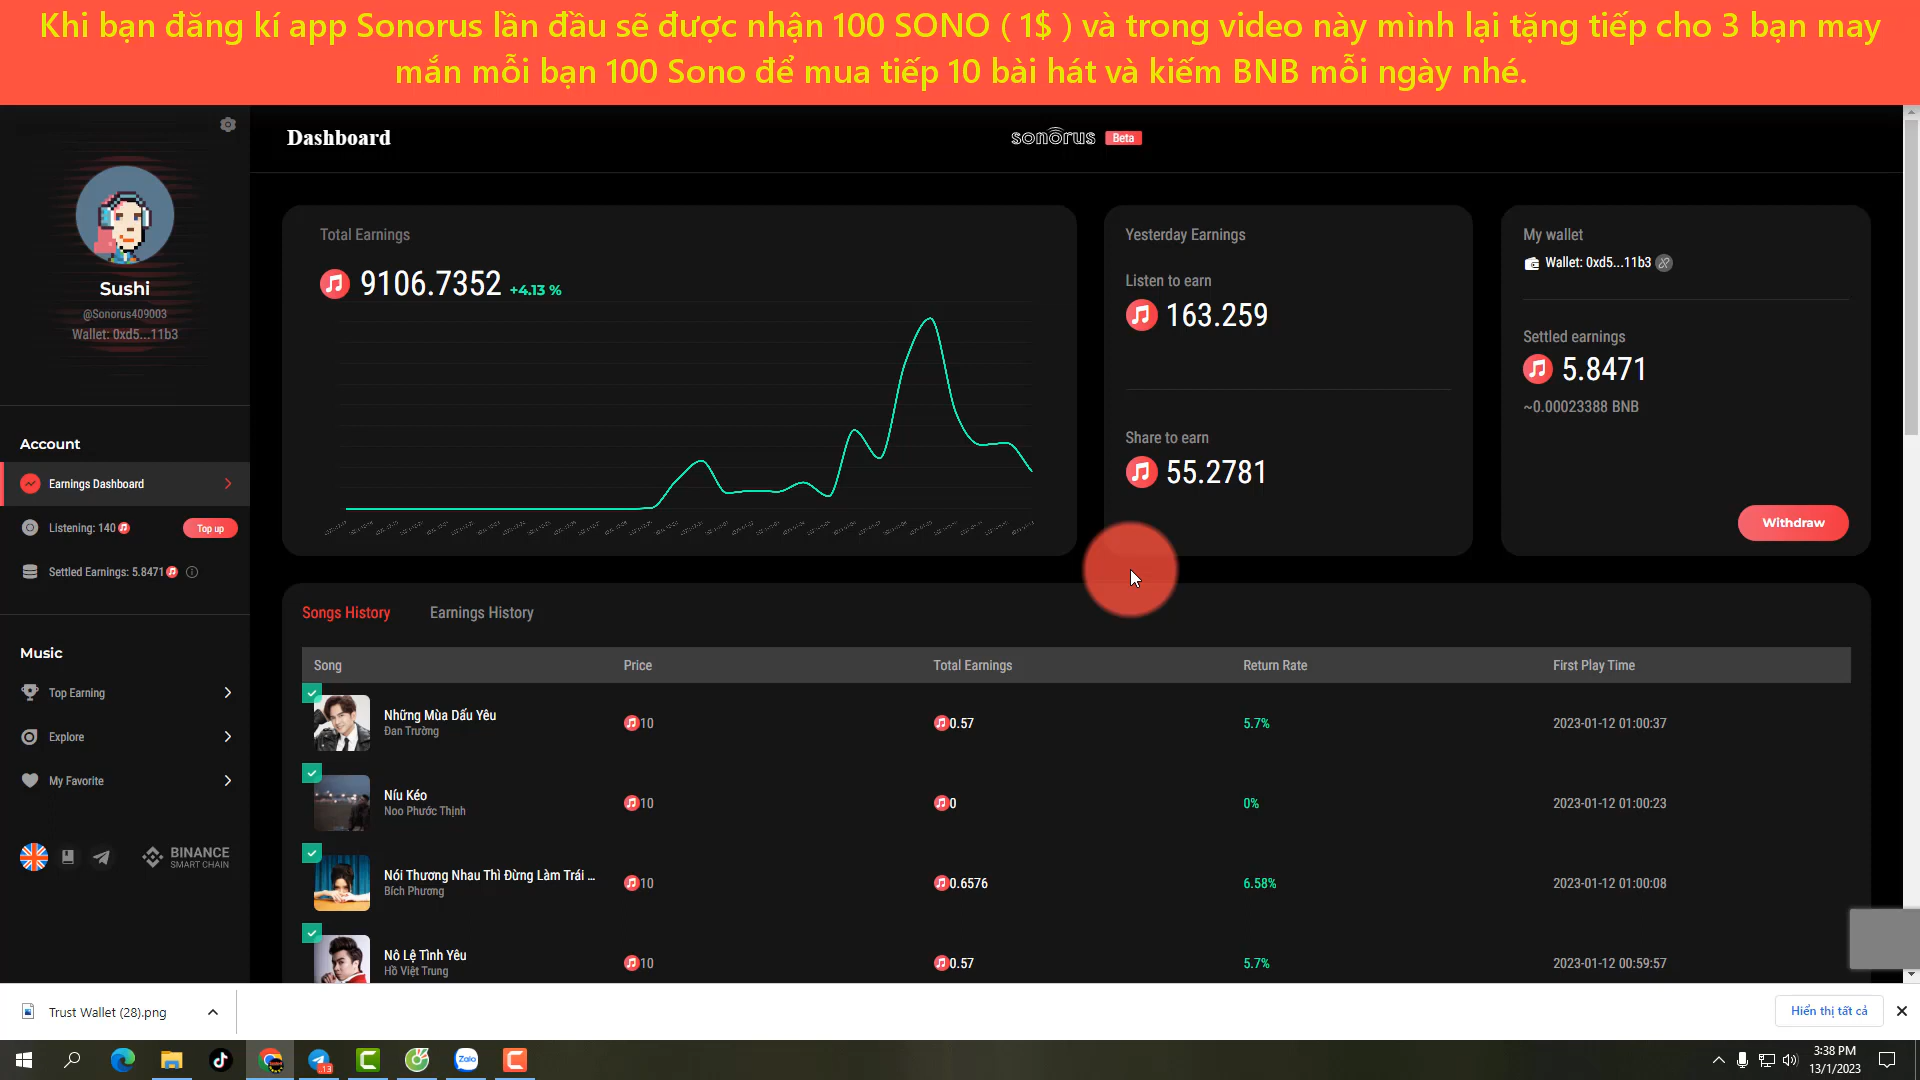 Khi bạn đăng kí app Sonorus lần đầu sẽ được nhận 100 SONO ( 1$ ) và trong video này mình lại tặng tiếp cho 3 bạn may
mắn mỗi bạn 100 Sono để mua tiếp 10 bài hát và kiếm BNB mỗi ngày nhé.
Dashboard
sonorus Beta
Sushi
@Sonorus409003
Wallet: 0xd5...11b3
Account
Earnings Dashboard
Listening: 140
Top up
Settled Earnings: 5.8471
Music
Top Earning
Explore
My Favorite
BINANCE
SMART CHAIN
Total Earnings
9106.7352 +4.13 %
Yesterday Earnings
Listen to earn
163.259
Share to earn
55.2781
My wallet
Wallet: 0xd5...11b3
Settled earnings
5.8471
~0.00023388 BNB
Withdraw
Songs History Earnings History
Song Price Total Earnings Return Rate First Play Time
Những Mùa Dấu Yêu
Đan Trường
10 0.57 5.7% 2023-01-12 01:00:37
Níu Kéo
Noo Phước Thịnh
10 0 0% 2023-01-12 01:00:23
Nói Thương Nhau Thì Đừng Làm Trái ...
Bích Phương
10 0.6576 6.58% 2023-01-12 01:00:08
Nô Lệ Tình Yêu
Hồ Việt Trung
10 0.57 5.7% 2023-01-12 00:59:57
Trust Wallet (28).png
Hiển thị tất cả
13
Zalo
3:38 PM
13/1/2023